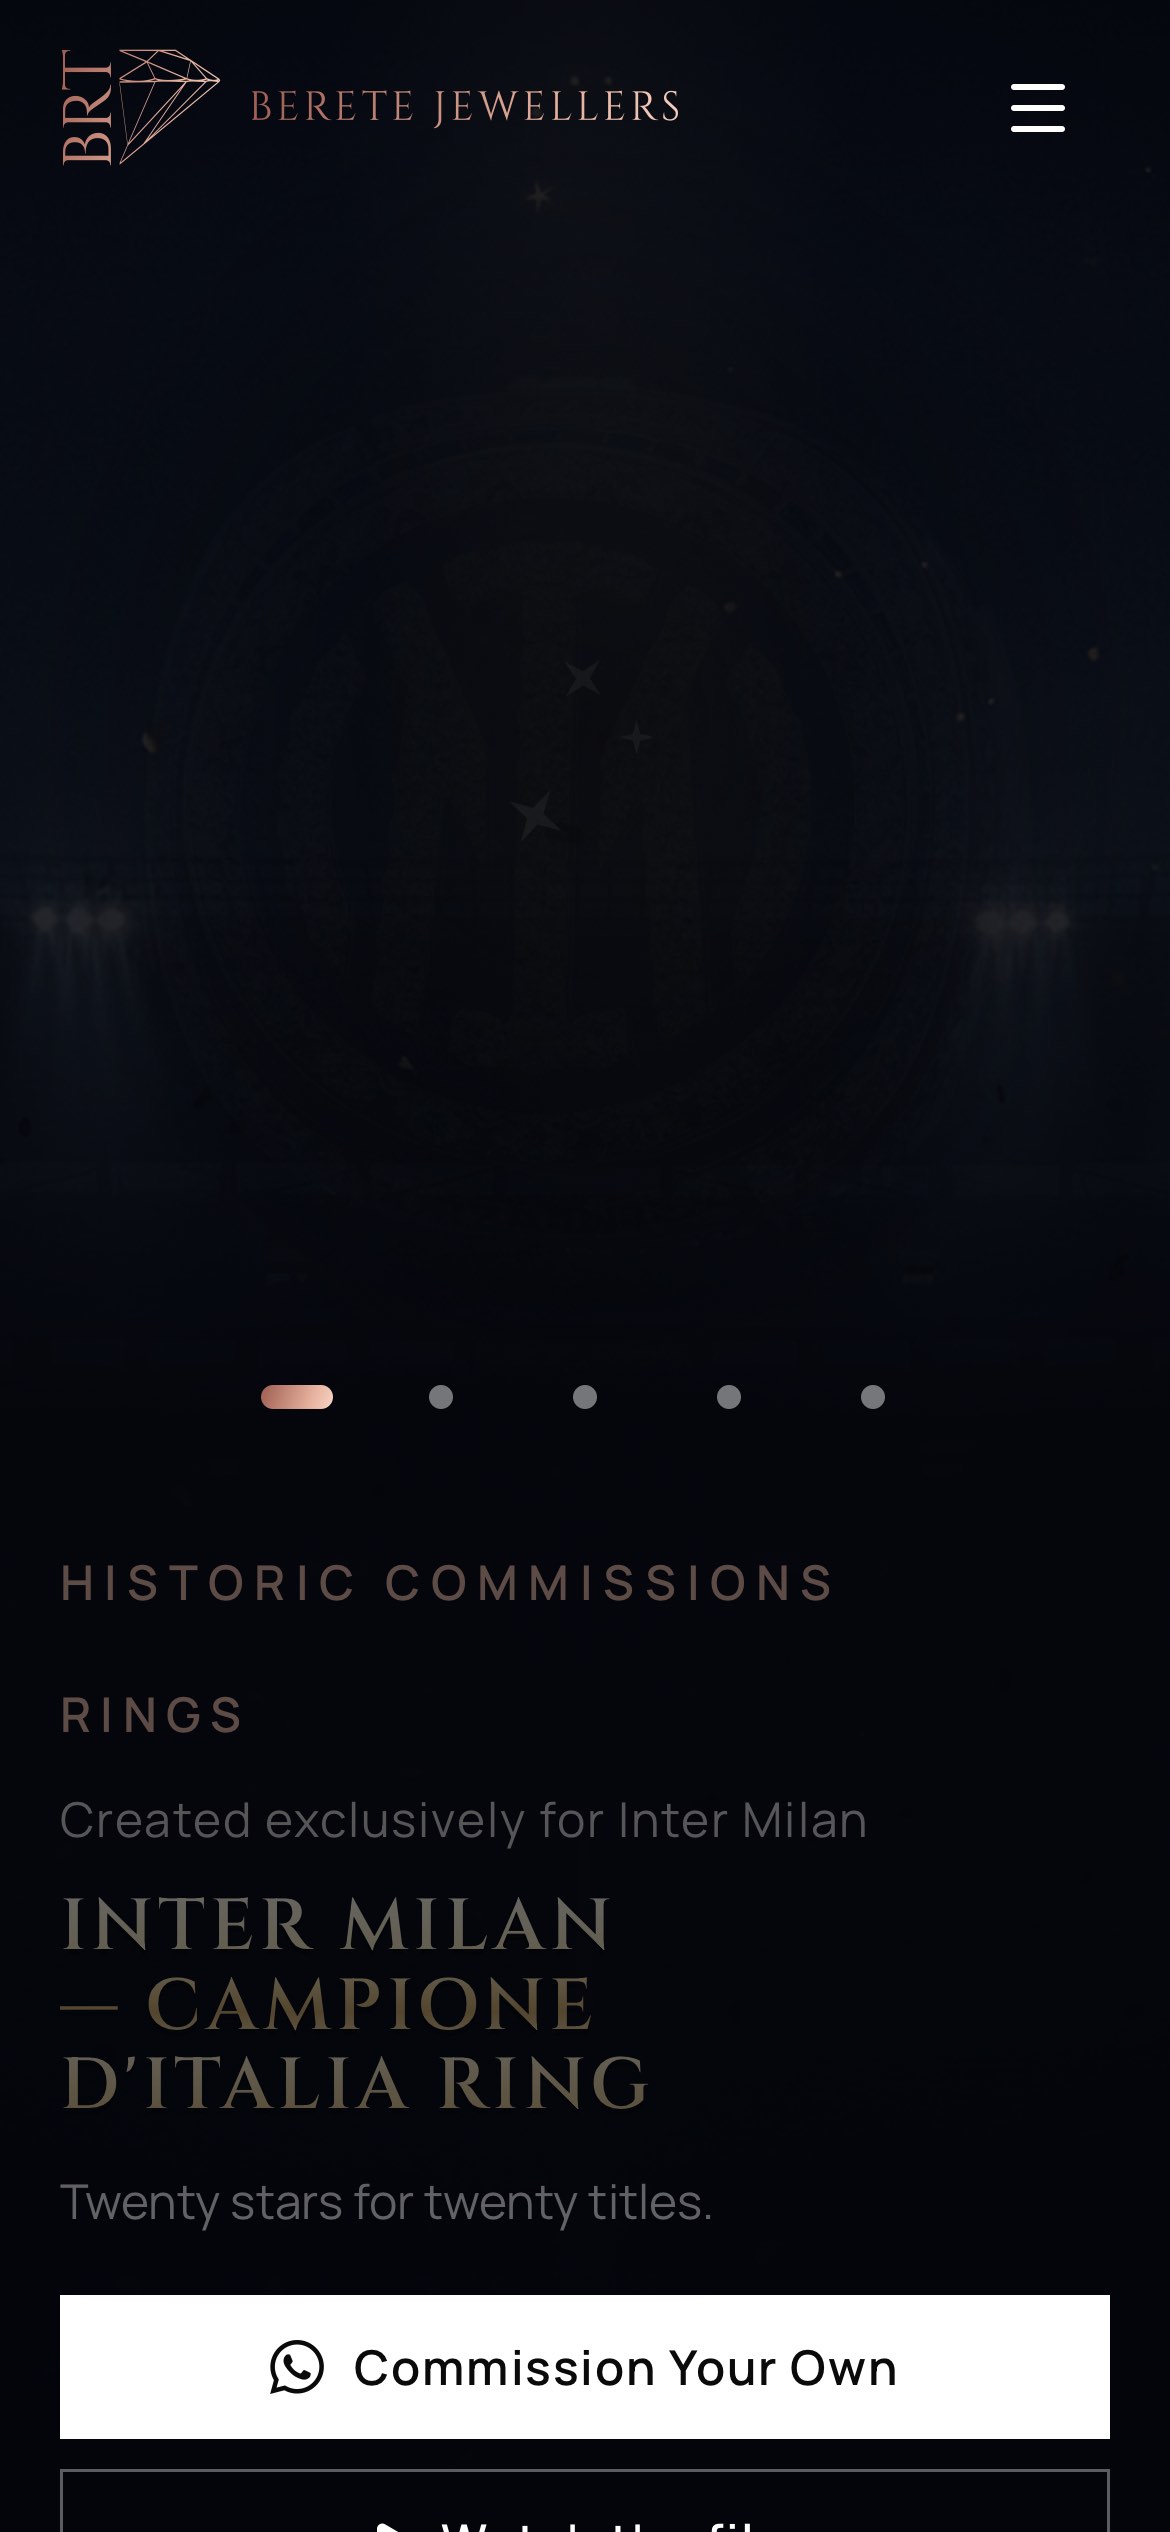 BRT
BERETE JEWELLERS
HISTORIC COMMISSIONS
RINGS
Created exclusively for Inter Milan
INTER MILAN
— CAMPIONE
D'ITALIA RING
Twenty stars for twenty titles.
Commission Your Own